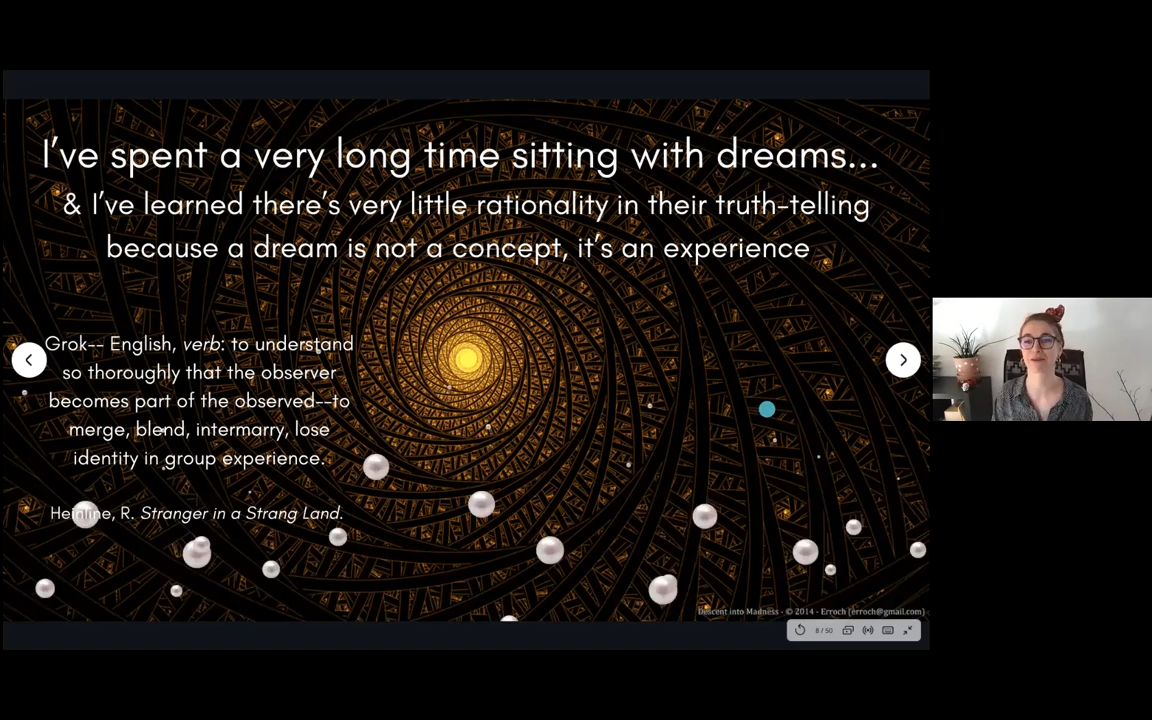 I've spent a very long time sitting with dreams...
& I've learned there's very little rationality in their truth-telling
because a dream is not a concept, it's an experience
Grok-- English, verb: to understand
so thoroughly that the observer
becomes part of the observed--to
merge, blend, intermarry, lose
identity in group experience.
Heinline, R. Stranger in a Strang Land.
Descent into Madness - © 2014 - Erroch [erroch@gmail.com]
8 / 50